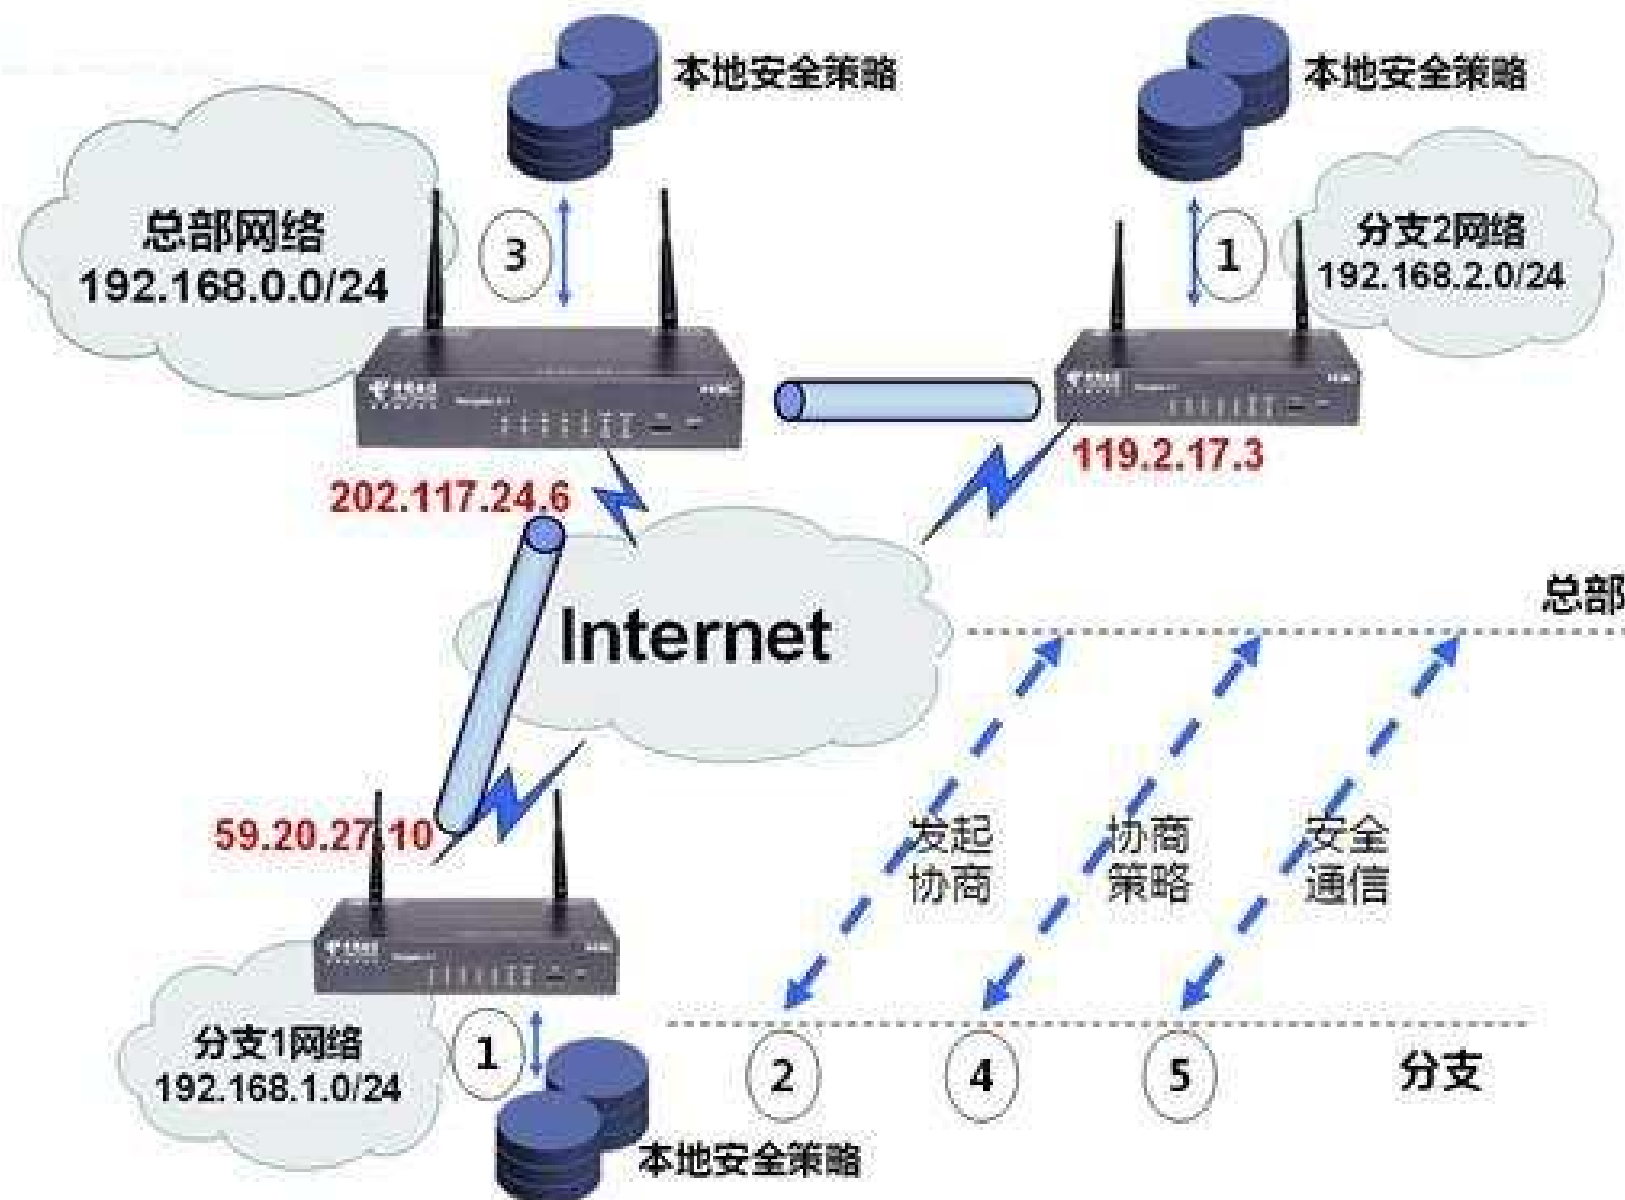 本地安全策略
本地安全策略
总部网络
192.168.0.0/24
3
1
分支2网络
192.168.2.0/24
202.117.24.6
119.2.17.3
Internet
总部
59.20.27.10
发起
协商
协商
策略
安全
通信
分支1网络
192.168.1.0/24
1
2
4
5
分支
本地安全策略